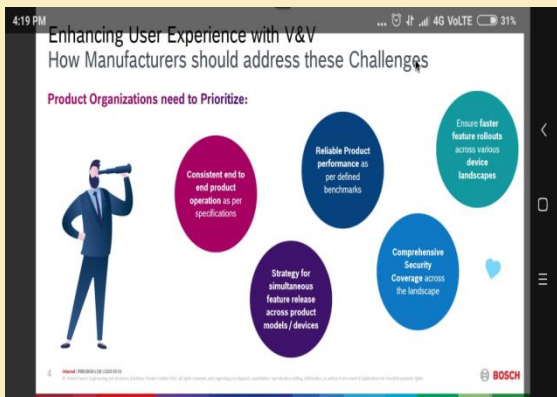 4:19 PM
... 4G VoLTE 31%
Enhancing User Experience with V&V
How Manufacturers should address these Challenges
Product Organizations need to Prioritize:
Consistent end to
end product
operation as per
specifications
Reliable Product
performance as
per defined
benchmarks
Ensure faster
feature rollouts
across various
device
landscapes
Strategy for
simultaneous
feature release
across product
models / devices
Comprehensive
Security
Coverage across
the landscape
4
Internal
BOSCH